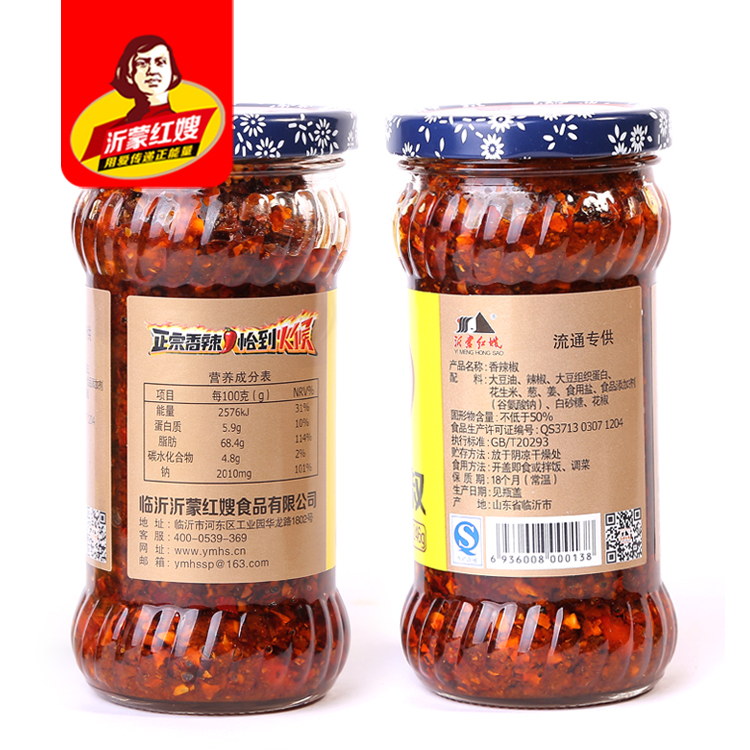 沂蒙红嫂
用爱传递正能量
正宗香辣 恰到火候
营养成分表
项目 每100克(g) NRV%
能量 2576kJ 31%
蛋白质 5.9g 10%
脂肪 68.4g 114%
碳水化合物 4.8g 2%
钠 2010mg 101%
临沂沂蒙红嫂食品有限公司
地 址：临沂市河东区工业园华龙路1802号
客 服：400-0539-369
网 址：www.ymhs.cn
邮 箱：ymhssp@163.com
沂蒙红嫂
YI MENG HONG SAO
流通专供
产品名称：香辣椒
配 料：大豆油、辣椒、大豆组织蛋白、
花生米、葱、姜、食用盐、食品添加剂
(谷氨酸钠)、白砂糖、花椒
固形物含量：不低于50%
食品生产许可证编号：QS3713 0307 1204
执行标准：GB/T20293
贮存方法：放于阴凉干燥处
食用方法：开盖即食或拌饭、调菜
保 质 期：18个月(常温)
生产日期：见瓶盖
产 地：山东省临沂市
6 936008 000138